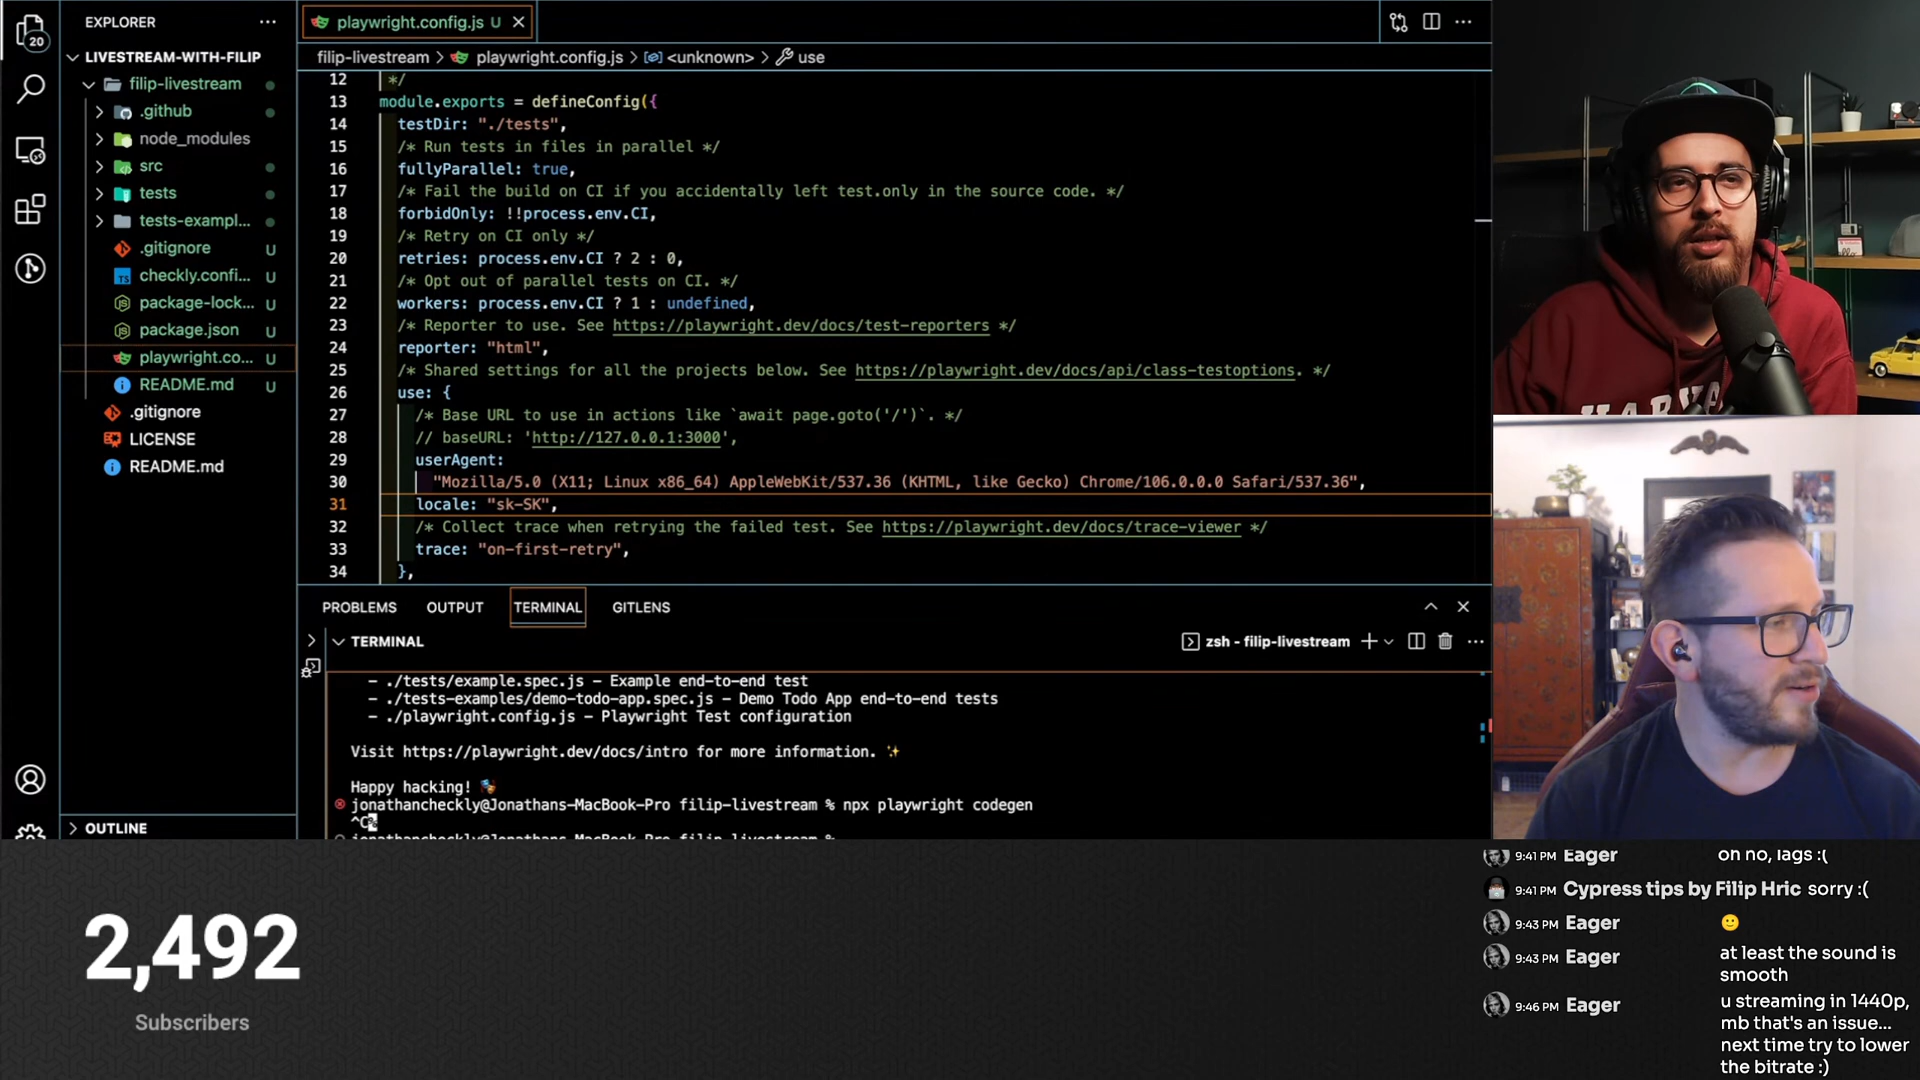 EXPLORER
20
LIVESTREAM-WITH-FILIP
filip-livestream
.github
node_modules
src
tests
tests-exampl...
.gitignore U
checkly.confi... U
package-lock... U
package.json U
playwright.co... U
README.md U
.gitignore
LICENSE
README.md
OUTLINE
playwright.config.js U
filip-livestream > playwright.config.js > <unknown> > use
12 */
13 module.exports = defineConfig({
14 testDir: "./tests",
15 /* Run tests in files in parallel */
16 fullyParallel: true,
17 /* Fail the build on CI if you accidentally left test.only in the source code. */
18 forbidOnly: !!process.env.CI,
19 /* Retry on CI only */
20 retries: process.env.CI ? 2 : 0,
21 /* Opt out of parallel tests on CI. */
22 workers: process.env.CI ? 1 : undefined,
23 /* Reporter to use. See https://playwright.dev/docs/test-reporters */
24 reporter: "html",
25 /* Shared settings for all the projects below. See https://playwright.dev/docs/api/class-testoptions. */
26 use: {
27 /* Base URL to use in actions like `await page.goto('/')`. */
28 // baseURL: 'http://127.0.0.1:3000',
29 userAgent:
30 "Mozilla/5.0 (X11; Linux x86_64) AppleWebKit/537.36 (KHTML, like Gecko) Chrome/106.0.0.0 Safari/537.36",
31 locale: "sk-SK",
32 /* Collect trace when retrying the failed test. See https://playwright.dev/docs/trace-viewer */
33 trace: "on-first-retry",
34 },
PROBLEMS OUTPUT TERMINAL GITLENS
TERMINAL
zsh - filip-livestream
- ./tests/example.spec.js - Example end-to-end test
- ./tests-examples/demo-todo-app.spec.js - Demo Todo App end-to-end tests
- ./playwright.config.js - Playwright Test configuration
Visit https://playwright.dev/docs/intro for more information. ✨
Happy hacking! 🎭
jonathancheckly@Jonathans-MacBook-Pro filip-livestream % npx playwright codegen
^C%
jonathancheckly@Jonathans-MacBook-Pro filip-livestream %
2,492
Subscribers
9:41 PM Eager oh no, lags :(
9:41 PM Cypress tips by Filip Hric sorry :(
9:43 PM Eager 🙂
9:43 PM Eager at least the sound is
smooth
9:46 PM Eager u streaming in 1440p,
mb that's an issue...
next time try to lower
the bitrate :)